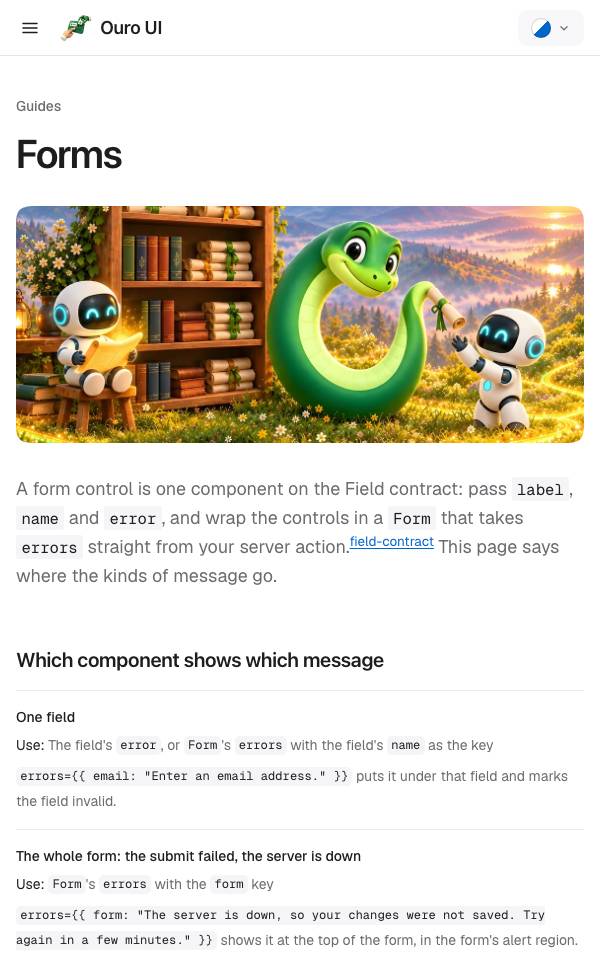 Ouro UI
Guides
Forms
A form control is one component on the Field contract: pass label,
name and error, and wrap the controls in a Form that takes
errors straight from your server action.field-contract This page says
where the kinds of message go.
Which component shows which message
One field
Use: The field's error, or Form's errors with the field's name as the key
errors={{ email: "Enter an email address." }} puts it under that field and marks
the field invalid.
The whole form: the submit failed, the server is down
Use: Form's errors with the form key
errors={{ form: "The server is down, so your changes were not saved. Try
again in a few minutes." }} shows it at the top of the form, in the form's alert region.